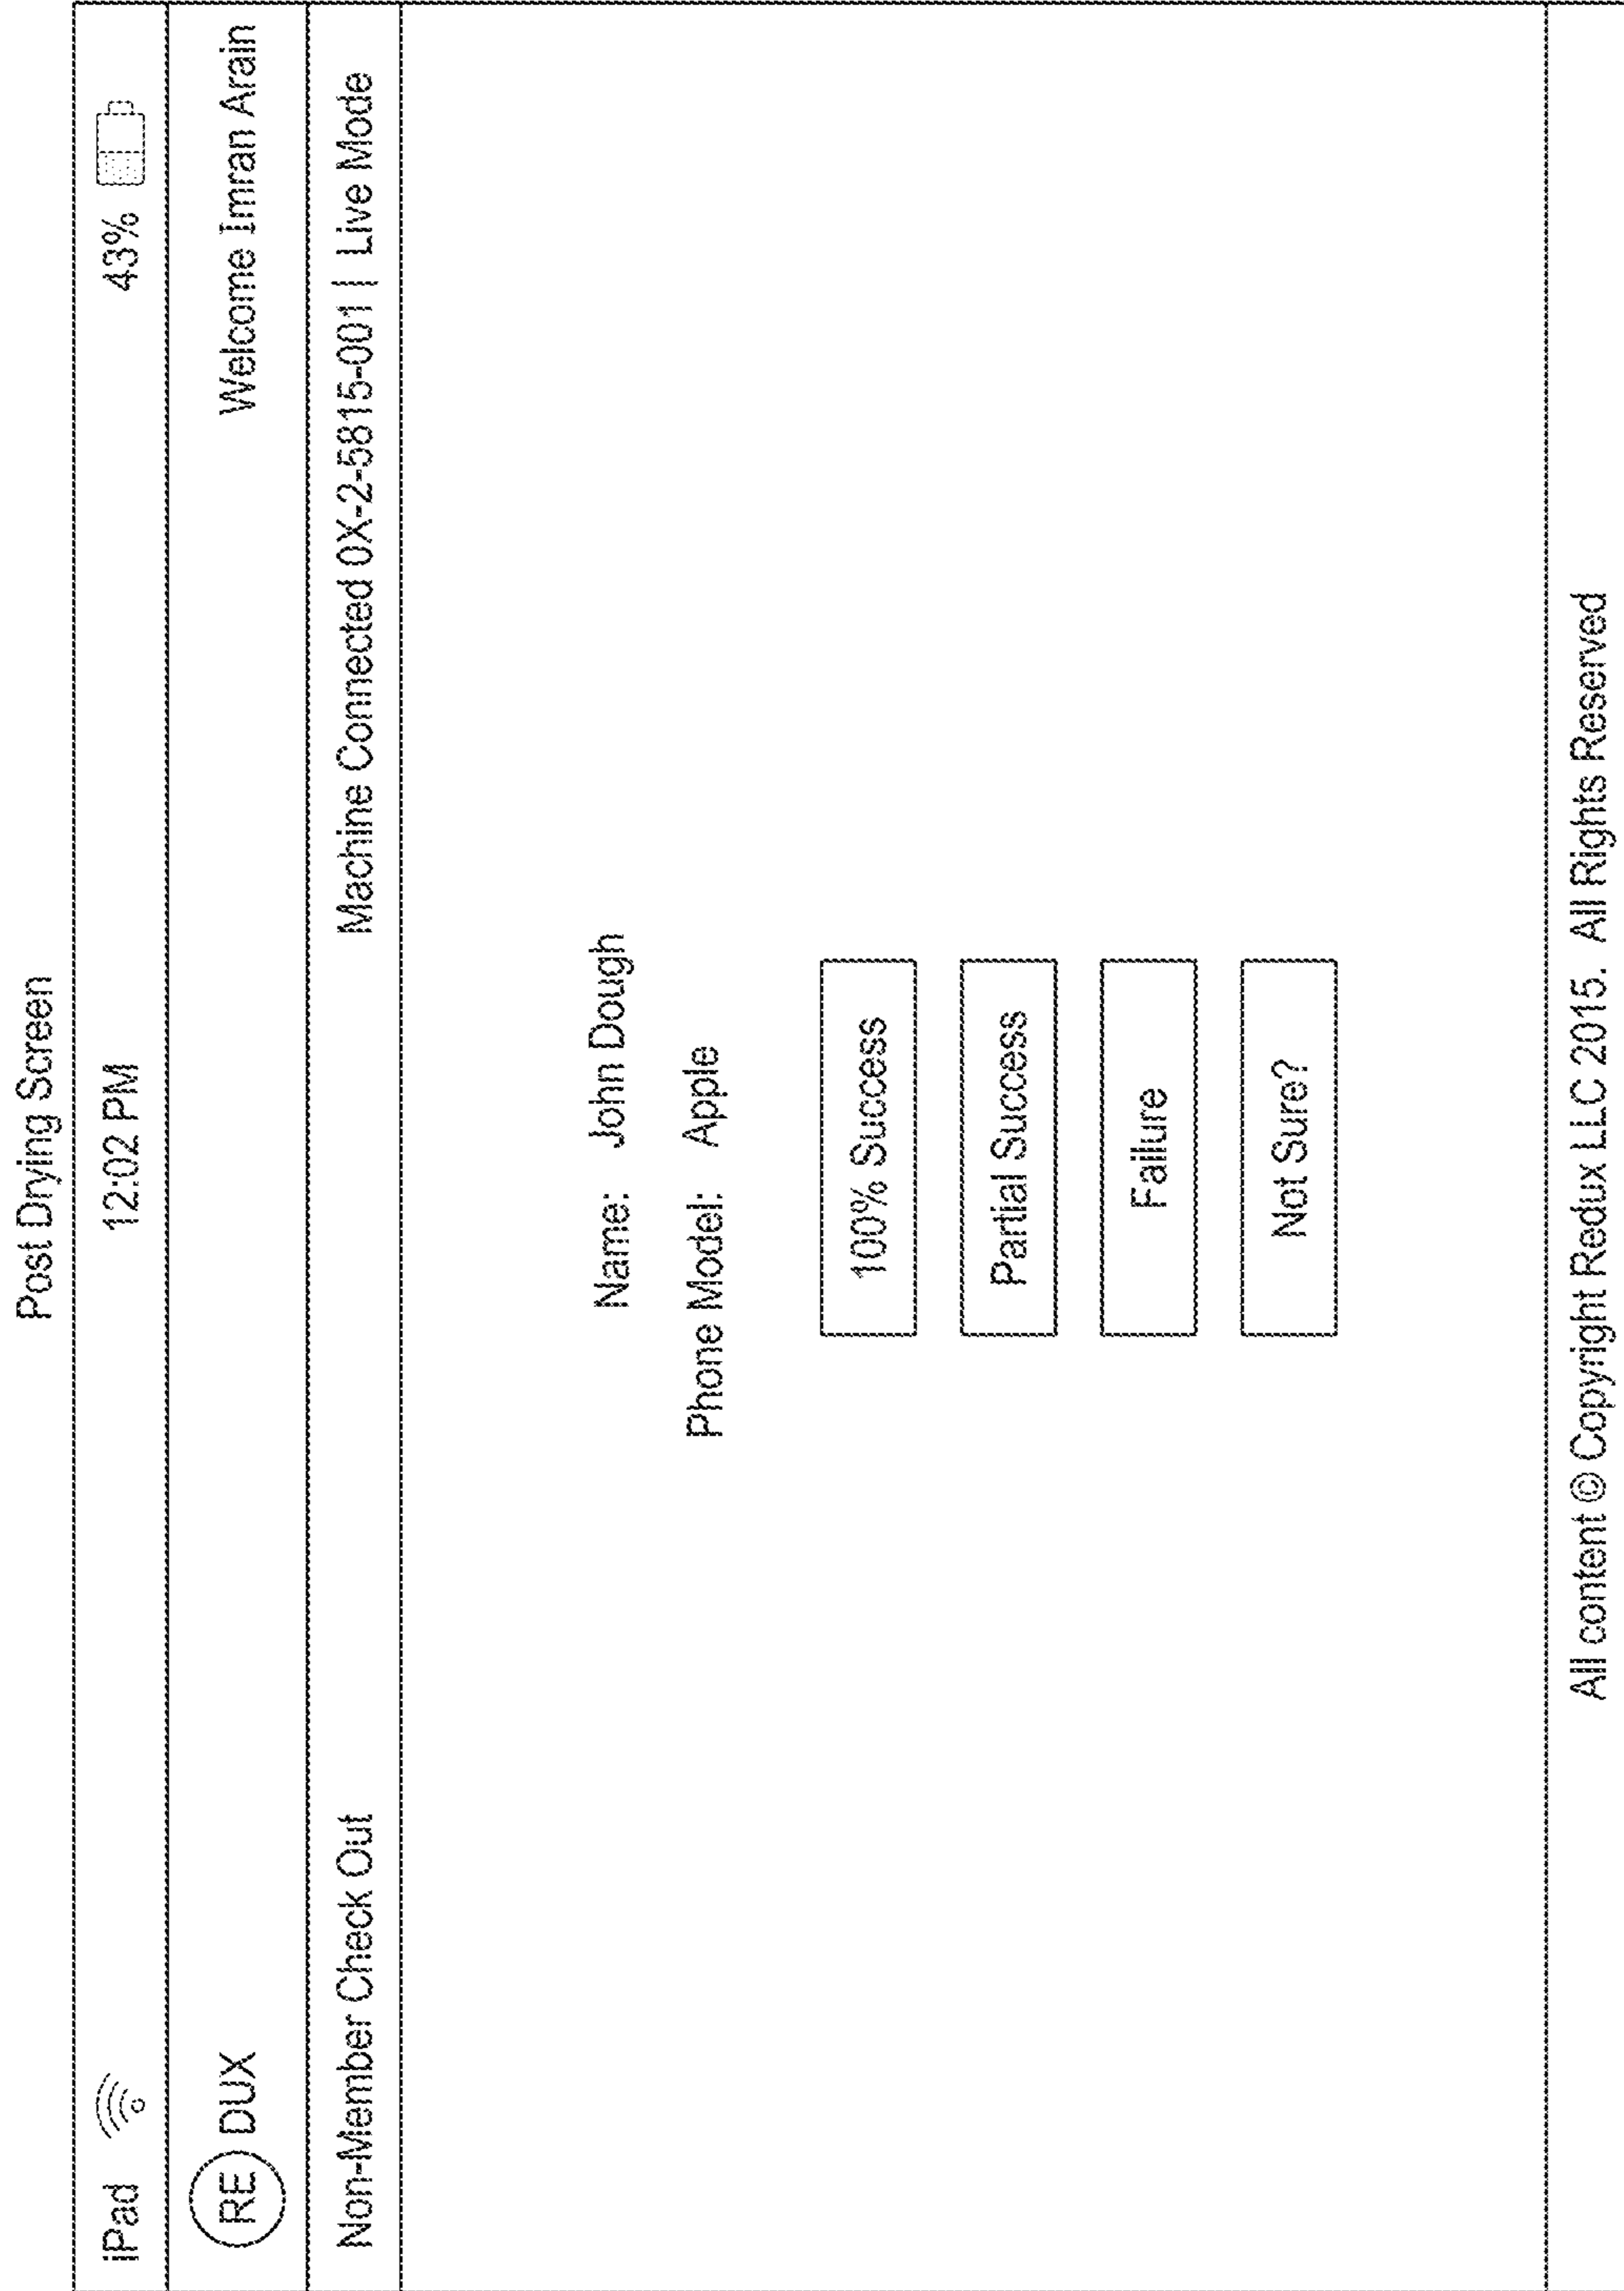 Post Drying Screen
iPad 12:02 PM 43%
RE DUX Welcome Imran Arain
Non-Member Check Out Machine Connected 0X-2-5815-001 | Live Mode
Name: John Dough
Phone Model: Apple
100% Success
Partial Success
Failure
Not Sure?
All content © Copyright Redux LLC 2015. All Rights Reserved